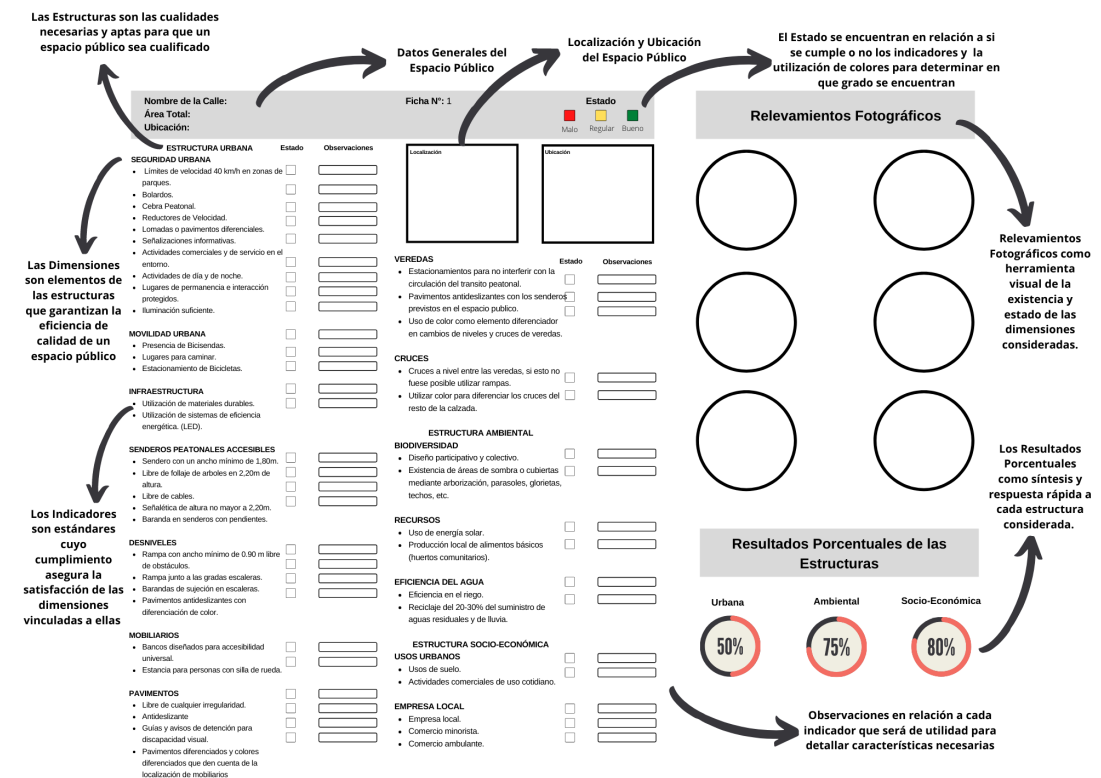 Las Estructuras son las cualidades
necesarias y aptas para que un
espacio público sea cualificado
Datos Generales del
Espacio Público
Localización y Ubicación
del Espacio Público
El Estado se encuentran en relación a si
se cumple o no los indicadores y la
utilización de colores para determinar en
que grado se encuentran
Nombre de la Calle:
Área Total:
Ubicación:
Ficha N°: 1
Estado
Malo Regular Bueno
ESTRUCTURA URBANA Estado Observaciones
SEGURIDAD URBANA
• Límites de velocidad 40 km/h en zonas de
parques.
• Bolardos.
• Cebra Peatonal.
• Reductores de Velocidad.
• Lomadas o pavimentos diferenciales.
• Señalizaciones informativas.
• Actividades comerciales y de servicio en el
entorno.
• Actividades de día y de noche.
• Lugares de permanencia e interacción
protegidos.
• Iluminación suficiente.
MOVILIDAD URBANA
• Presencia de Bicisendas.
• Lugares para caminar.
• Estacionamiento de Bicicletas.
INFRAESTRUCTURA
• Utilización de materiales durables.
• Utilización de sistemas de eficiencia
energética. (LED).
SENDEROS PEATONALES ACCESIBLES
• Sendero con un ancho mínimo de 1,80m.
• Libre de follaje de arboles en 2,20m de
altura.
• Libre de cables.
• Señalética de altura no mayor a 2,20m.
• Baranda en senderos con pendientes.
DESNIVELES
• Rampa con ancho mínimo de 0.90 m libre
de obstáculos.
• Rampa junto a las gradas escaleras.
• Barandas de sujeción en escaleras.
• Pavimentos antideslizantes con
diferenciación de color.
MOBILIARIOS
• Bancos diseñados para accesibilidad
universal.
• Estancia para personas con silla de rueda.
PAVIMENTOS
• Libre de cualquier irregularidad.
• Antideslizante
• Guías y avisos de detención para
discapacidad visual.
• Pavimentos diferenciados y colores
diferenciados que den cuenta de la
localización de mobiliarios
Las Dimensiones
son elementos de
las estructuras
que garantizan la
eficiencia de
calidad de un
espacio público
Los Indicadores
son estándares
cuyo
cumplimiento
asegura la
satisfacción de las
dimensiones
vinculadas a ellas
Localización
Ubicación
VEREDAS Estado Observaciones
• Estacionamientos para no interferir con la
circulación del transito peatonal.
• Pavimentos antideslizantes con los senderos
previstos en el espacio publico.
• Uso de color como elemento diferenciador
en cambios de niveles y cruces de veredas.
CRUCES
• Cruces a nivel entre las veredas, si esto no
fuese posible utilizar rampas.
• Utilizar color para diferenciar los cruces del
resto de la calzada.
ESTRUCTURA AMBIENTAL
BIODIVERSIDAD
• Diseño participativo y colectivo.
• Existencia de áreas de sombra o cubiertas
mediante arborización, parasoles, glorietas,
techos, etc.
RECURSOS
• Uso de energía solar.
• Producción local de alimentos básicos
(huertos comunitarios).
EFICIENCIA DEL AGUA
• Eficiencia en el riego.
• Reciclaje del 20-30% del suministro de
aguas residuales y de lluvia.
ESTRUCTURA SOCIO-ECONÓMICA
USOS URBANOS
• Usos de suelo.
• Actividades comerciales de uso cotidiano.
EMPRESA LOCAL
• Empresa local.
• Comercio minorista.
• Comercio ambulante.
Relevamientos Fotográficos
Relevamientos
Fotográficos como
herramienta
visual de la
existencia y
estado de las
dimensiones
consideradas.
Los Resultados
Porcentuales
como síntesis y
respuesta rápida a
cada estructura
considerada.
Resultados Porcentuales de las
Estructuras
Urbana Ambiental Socio-Económica
50% 75% 80%
Observaciones en relación a cada
indicador que será de utilidad para
detallar características necesarias